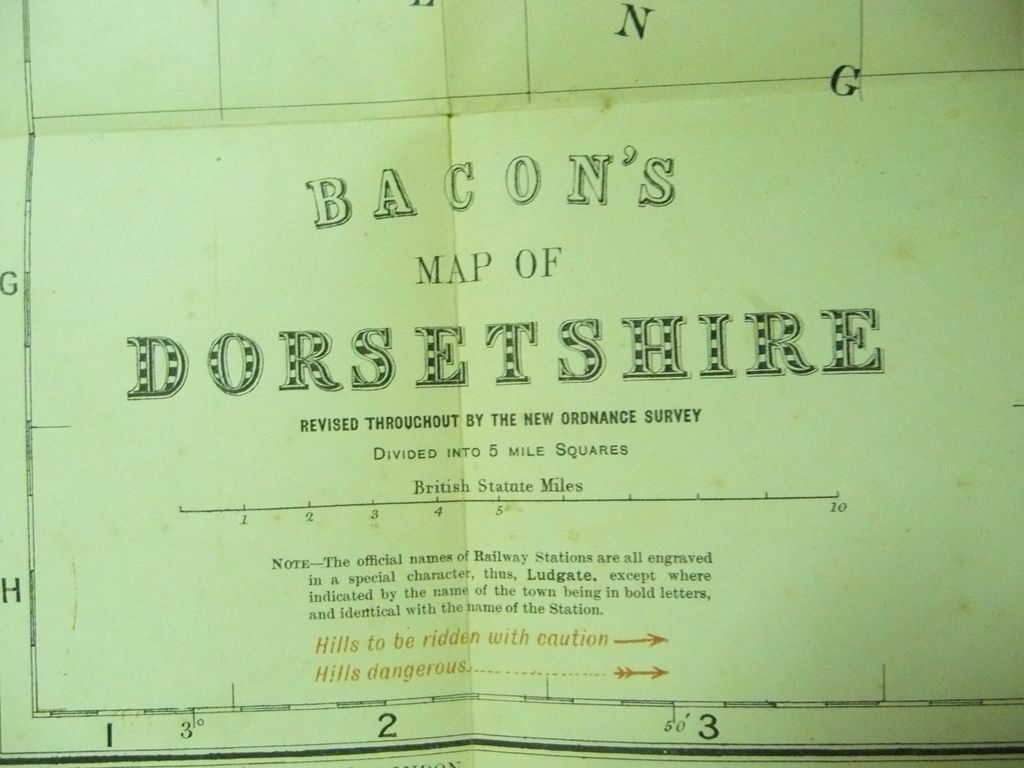 N
G
BACON'S
MAP OF
DORSETSHIRE
REVISED THROUGHOUT BY THE NEW ORDNANCE SURVEY
DIVIDED INTO 5 MILE SQUARES
British Statute Miles
1 2 3 4 5 10
NOTE—The official names of Railway Stations are all engraved
in a special character, thus, Ludgate, except where
indicated by the name of the town being in bold letters,
and identical with the name of the Station.
Hills to be ridden with caution
Hills dangerous
G
H
3° 50'
1 2 3